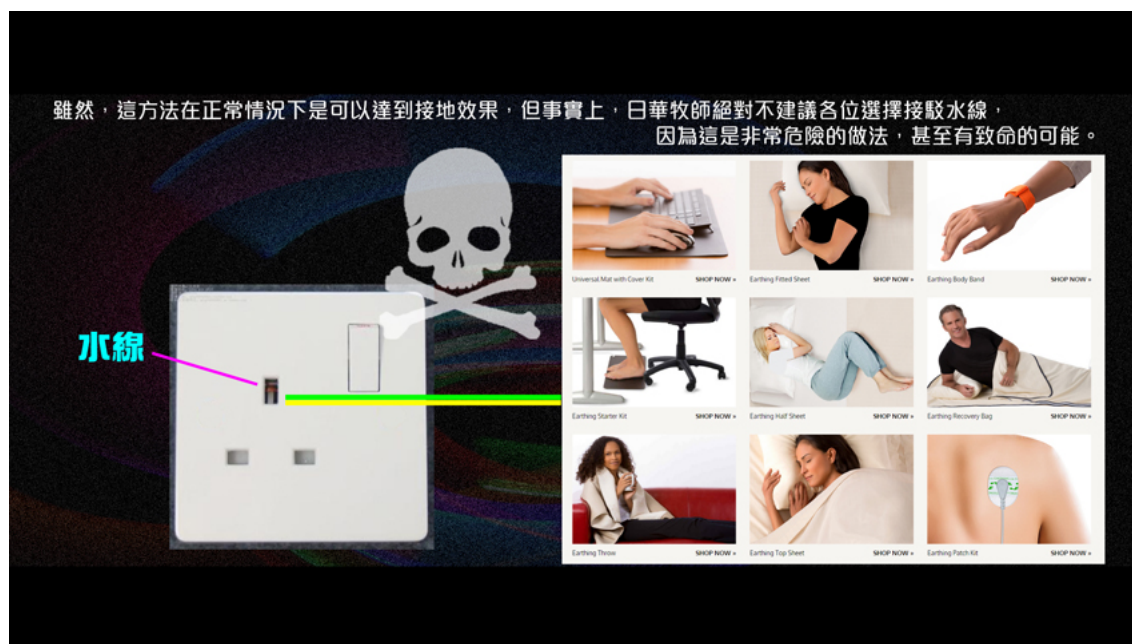 雖然，這方法在正常情況下是可以達到接地效果，但事實上，日華牧師絕對不建議各位選擇接駁水線，
因為這是非常危險的做法，甚至有致命的可能。
水線
Universal Mat with Cover Kit SHOP NOW »
Earthing Fitted Sheet SHOP NOW »
Earthing Body Band SHOP NOW »
Earthing Starter Kit SHOP NOW »
Earthing Half Sheet SHOP NOW »
Earthing Recovery Bag SHOP NOW »
Earthing Throw SHOP NOW »
Earthing Top Sheet SHOP NOW »
Earthing Patch Kit SHOP NOW »